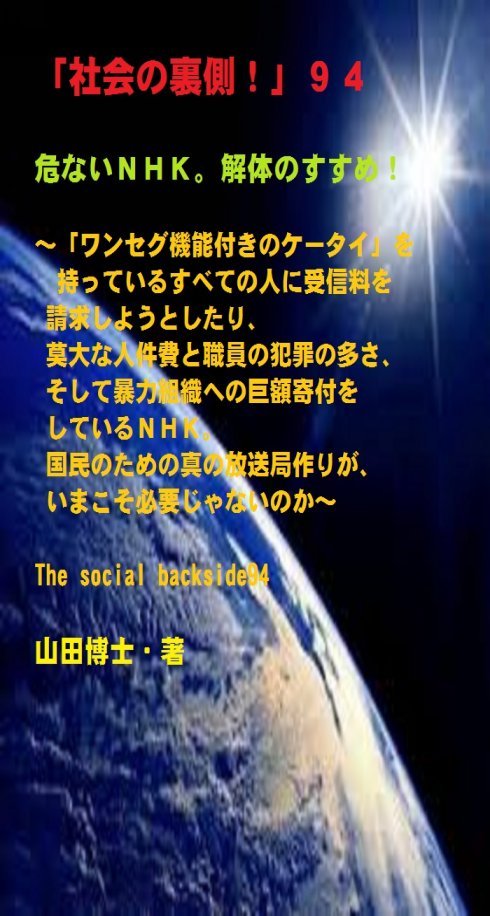 「社会の裏側！」９４
危ないＮＨＫ。解体のすすめ！
～「ワンセグ機能付きのケータイ」を
持っているすべての人に受信料を
請求しようとしたり、
莫大な人件費と職員の犯罪の多さ、
そして暴力組織への巨額寄付を
しているＮＨＫ。
国民のための真の放送局作りが、
いまこそ必要じゃないのか～
The social backside94
山田博士・著